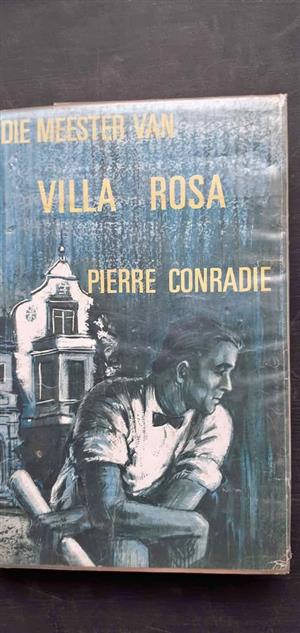 DIE MEESTER VAN
VILLA ROSA
PIERRE CONRADIE